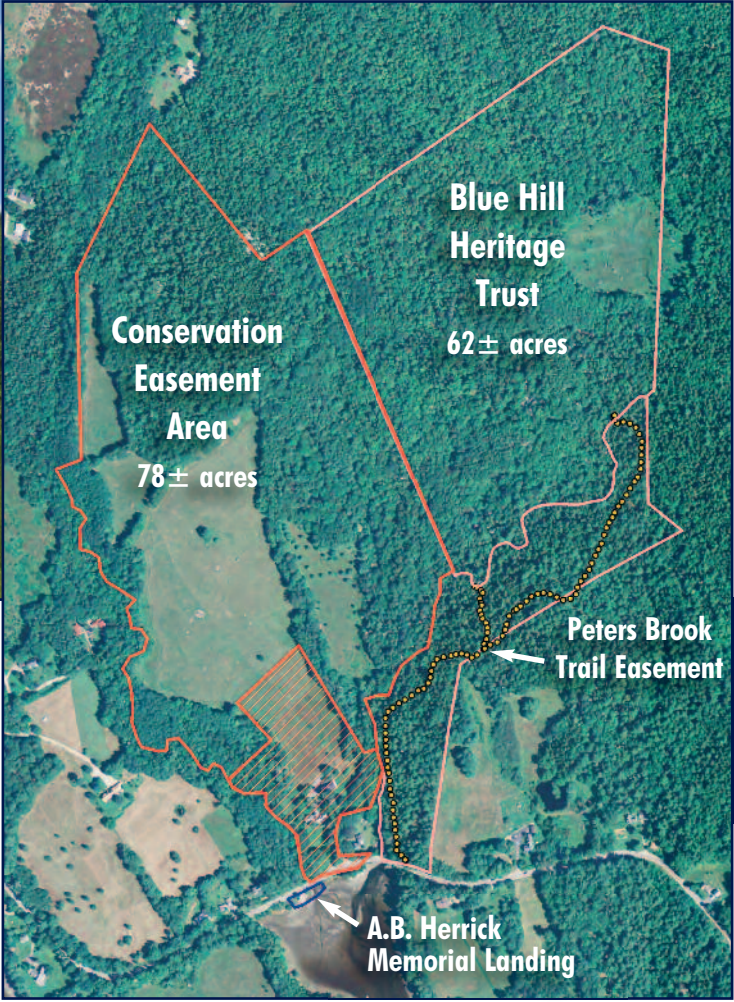 Blue Hill
Heritage
Trust
62± acres
Conservation
Easement
Area
78± acres
Peters Brook
Trail Easement
A.B. Herrick
Memorial Landing